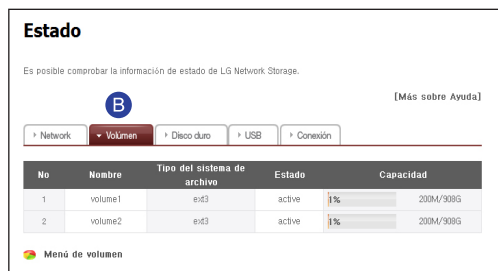 Estado
Es posible comprobar la información de estado de LG Network Storage.
B
[Más sobre Ayuda]
Network Volúmen Disco duro USB Conexión
No Nombre Tipo del sistema de archivo Estado Capacidad
1 volume1 ext3 active 1% 200M/908G
2 volume2 ext3 active 1% 200M/908G
Menú de volumen